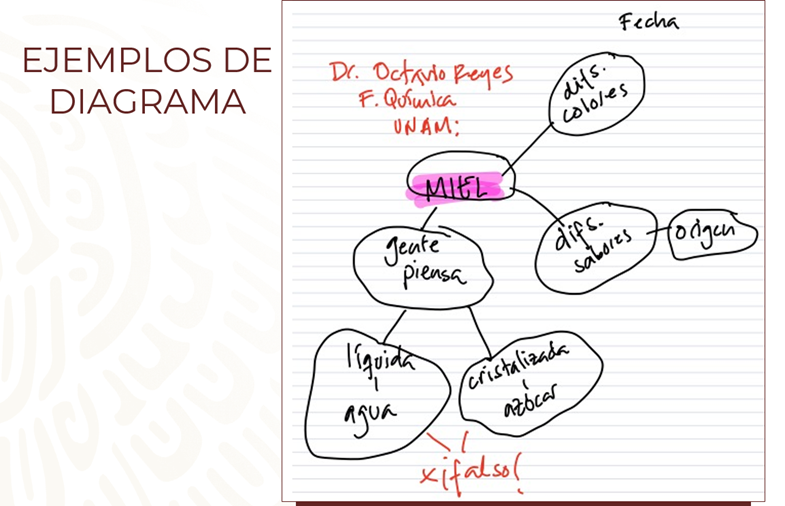 EJEMPLOS DE
DIAGRAMA
Fecha
Dr. Octavio Reyes
F. Química
UNAM:
difs.
colores
MIEL
difs.
sabores
origen
gente
piensa
líquida
agua
cristalizada
azúcar
x¡falso!